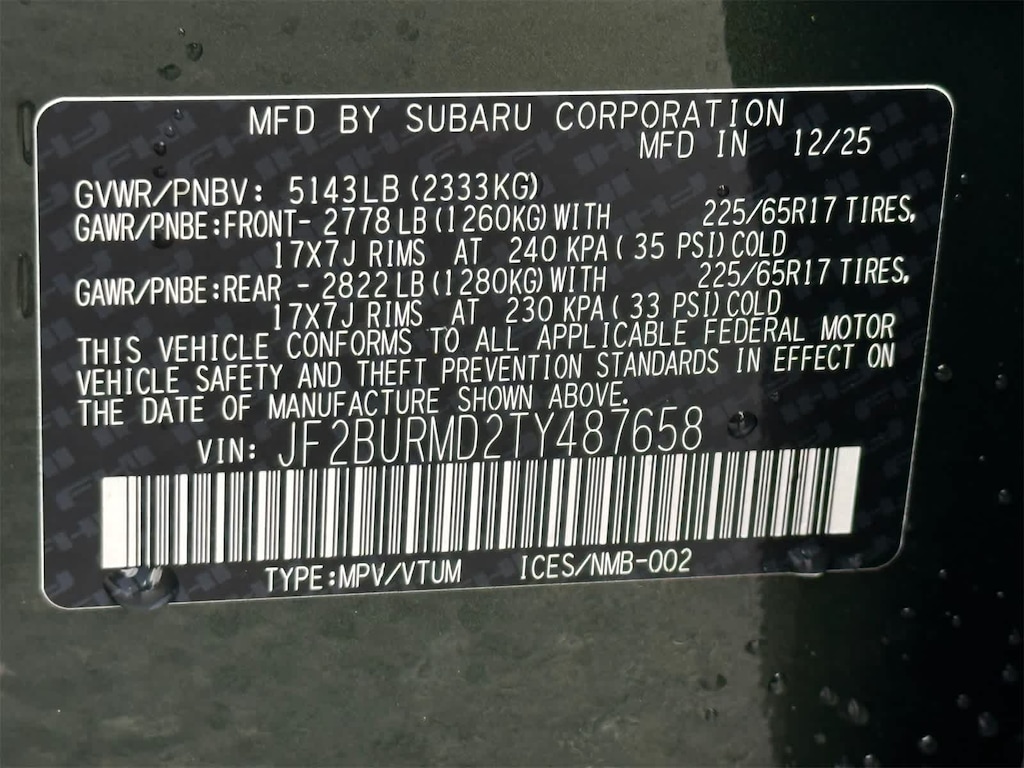 MFD BY SUBARU CORPORATION
MFD IN 12/25
GVWR/PNBV: 5143LB (2333KG)
GAWR/PNBE:FRONT- 2778 LB (1260KG) WITH 225/65R17 TIRES,
17X7J RIMS AT 240 KPA ( 35 PSI) COLD
GAWR/PNBE:REAR - 2822 LB (1280KG) WITH 225/65R17 TIRES,
17X7J RIMS AT 230 KPA ( 33 PSI) COLD
THIS VEHICLE CONFORMS TO ALL APPLICABLE FEDERAL MOTOR
VEHICLE SAFETY AND THEFT PREVENTION STANDARDS IN EFFECT ON
THE DATE OF MANUFACTURE SHOWN ABOVE.
VIN: JF2BURMD2TY487658
TYPE:MPV/VTUM ICES/NMB-002